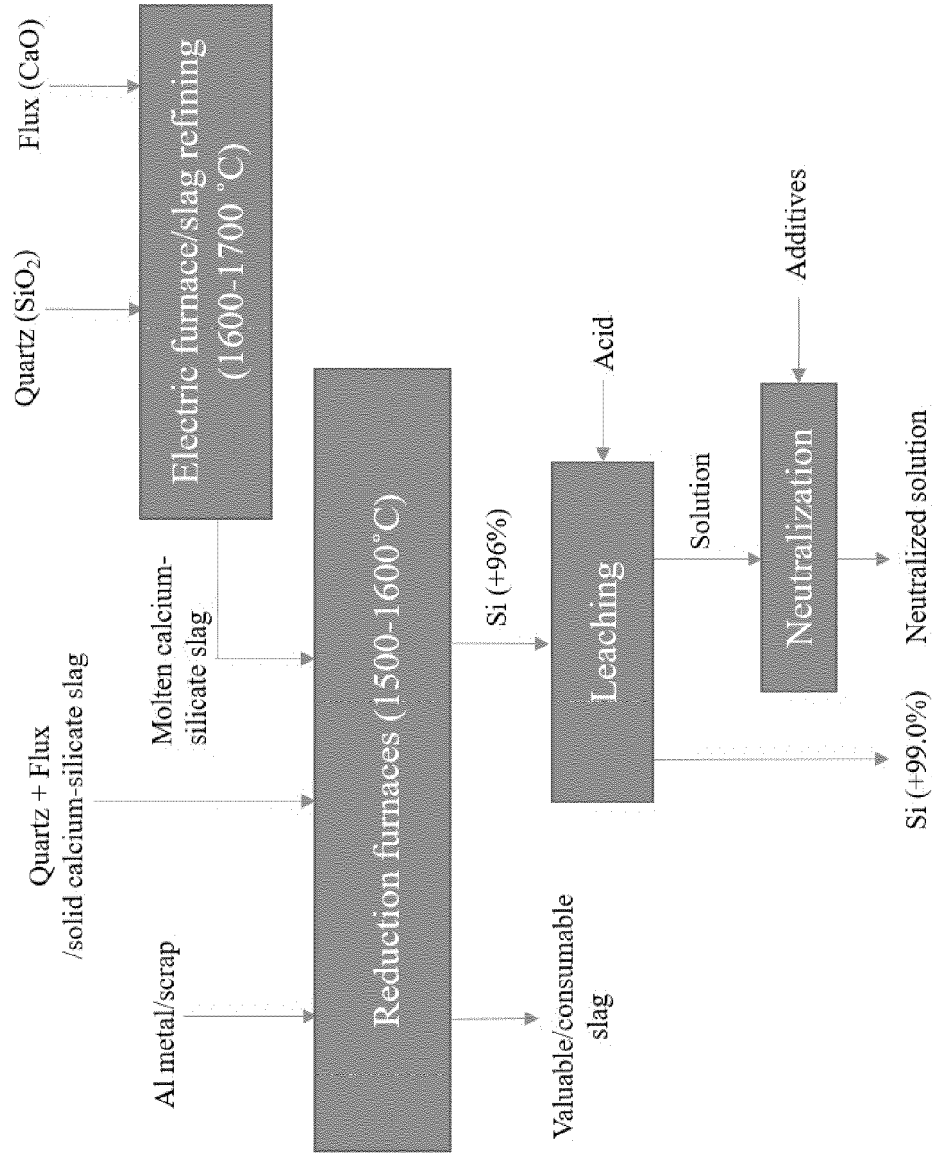 Quartz (SiO₂)
Flux (CaO)
Electric furnace/slag refining
(1600-1700 °C)
Quartz + Flux
/solid calcium-silicate slag
Al metal/scrap
Molten calcium-
silicate slag
Reduction furnaces (1500-1600°C)
Valuable/consumable
slag
Si (+96%)
Acid
Leaching
Solution
Additives
Neutralization
Si (+99.0%)
Neutralized solution